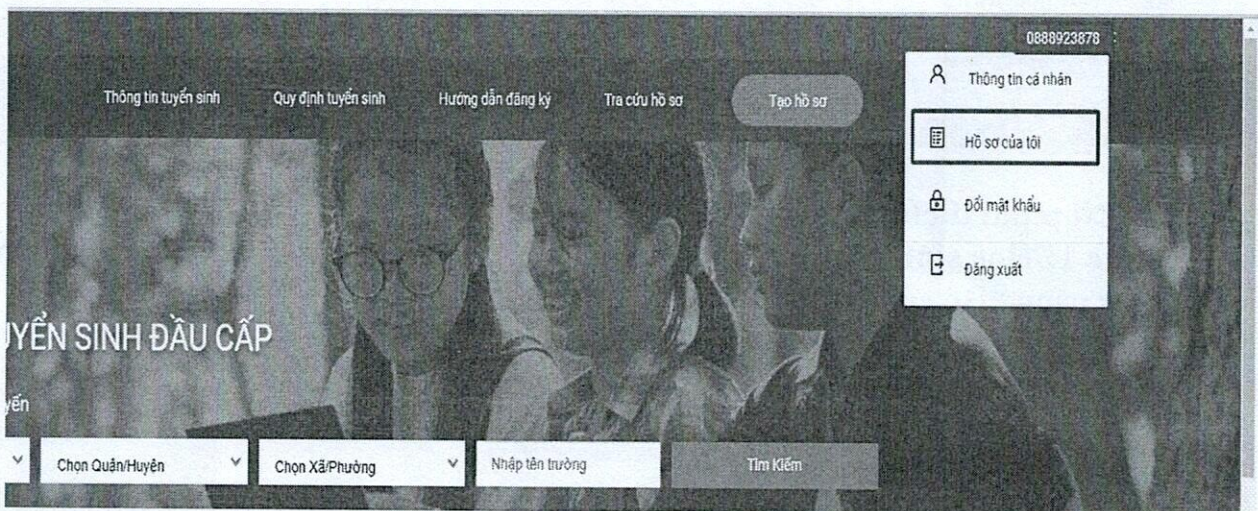 0888923878
Thông tin tuyển sinh
Quy định tuyển sinh
Hướng dẫn đăng ký
Tra cứu hồ sơ
Tạo hồ sơ
Thông tin cá nhân
Hồ sơ của tôi
Đổi mật khẩu
Đăng xuất
UYỂN SINH ĐẦU CẤP
yến
Chọn Quận/Huyện
Chọn Xã/Phường
Nhập tên trường
Tìm Kiếm